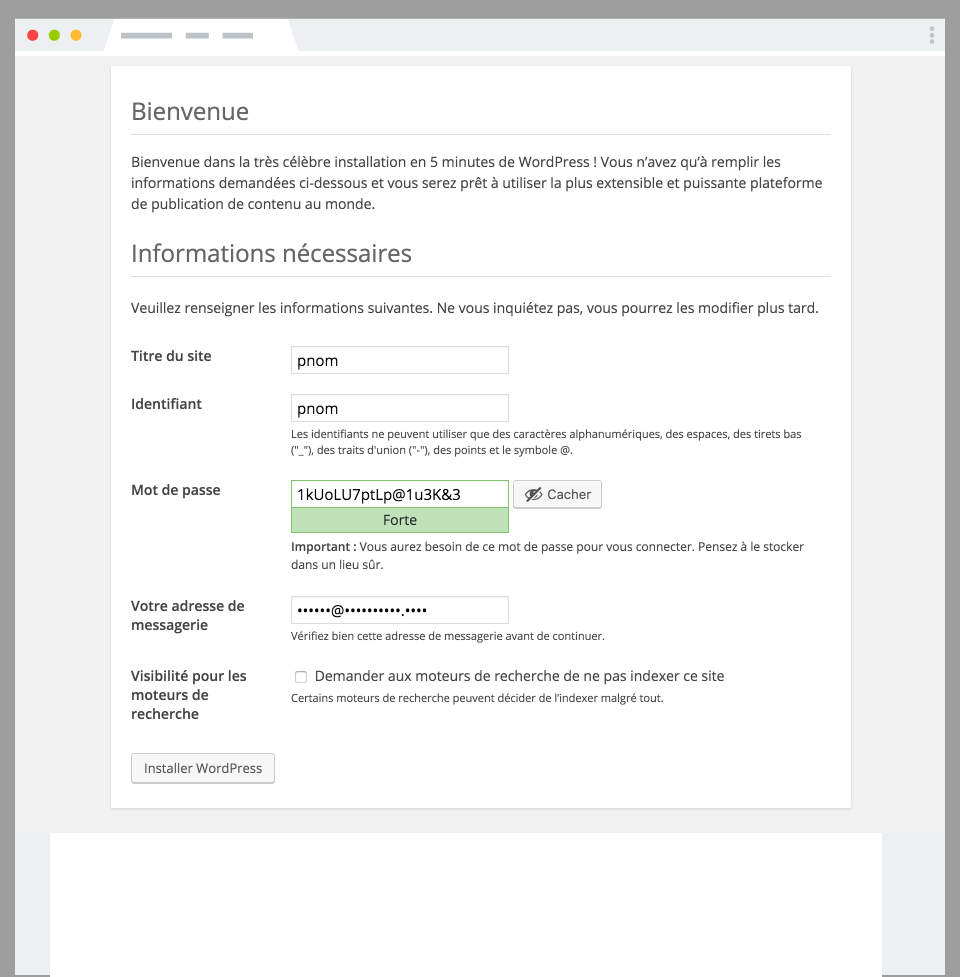 Bienvenue
Bienvenue dans la très célèbre installation en 5 minutes de WordPress ! Vous n’avez qu’à remplir les
informations demandées ci-dessous et vous serez prêt à utiliser la plus extensible et puissante plateforme
de publication de contenu au monde.
Informations nécessaires
Veuillez renseigner les informations suivantes. Ne vous inquiétez pas, vous pourrez les modifier plus tard.
Titre du site
pnom
Identifiant
pnom
Les identifiants ne peuvent utiliser que des caractères alphanumériques, des espaces, des tirets bas
("_"), des traits d'union ("-"), des points et le symbole @.
Mot de passe
1kUoLU7ptLp@1u3K&3
Cacher
Forte
Important : Vous aurez besoin de ce mot de passe pour vous connecter. Pensez à le stocker
dans un lieu sûr.
Votre adresse de
messagerie
••••••@••••••••••.••••
Vérifiez bien cette adresse de messagerie avant de continuer.
Visibilité pour les
moteurs de
recherche
Demander aux moteurs de recherche de ne pas indexer ce site
Certains moteurs de recherche peuvent décider de l’indexer malgré tout.
Installer WordPress